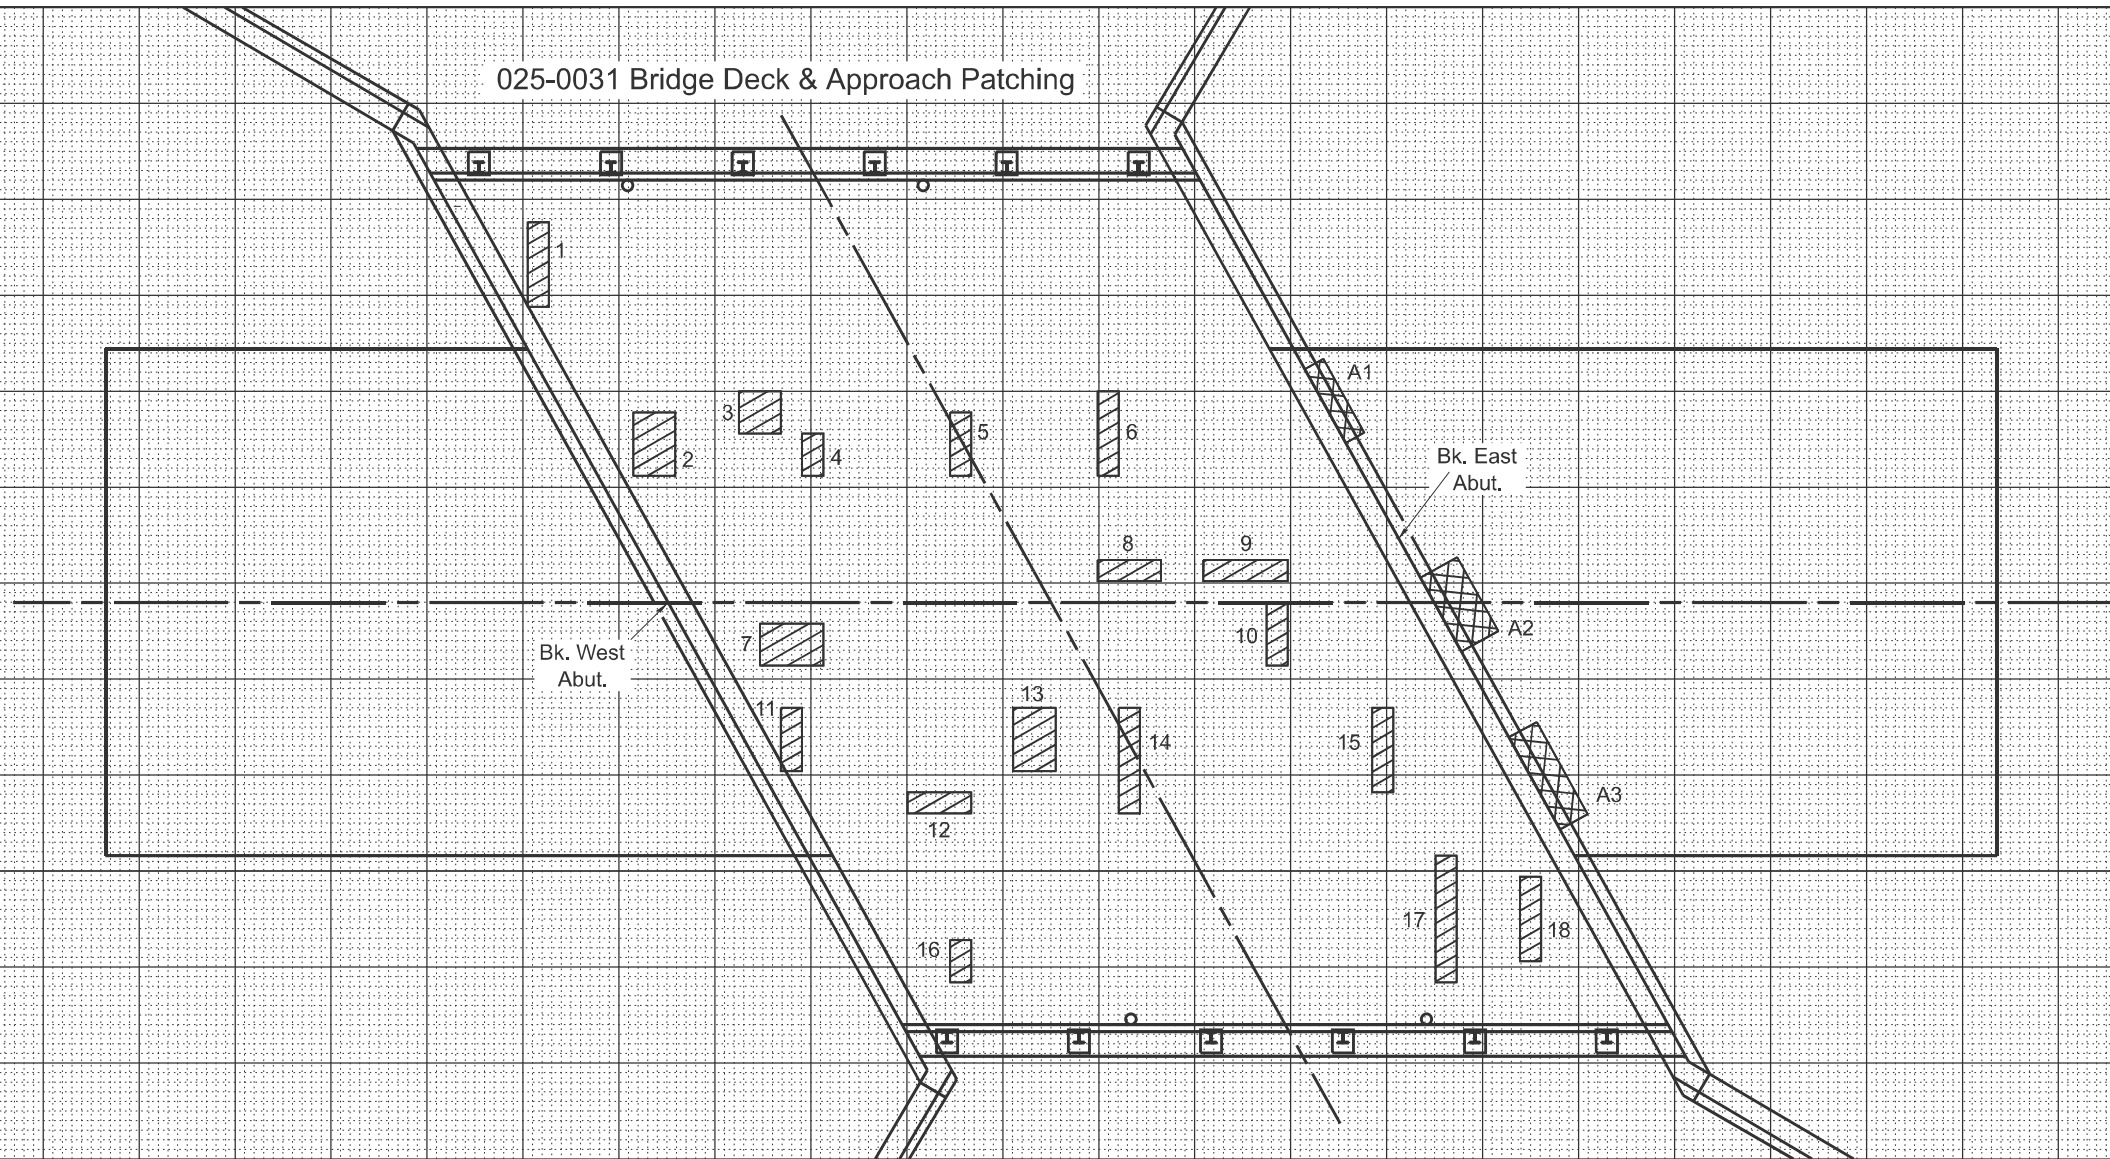 025-0031 Bridge Deck & Approach Patching
1
A1
3
2
4
5
6
Bk. East
Abut.
8
9
A2
7
10
Bk. West
Abut.
11
13
14
15
A3
12
17
18
16